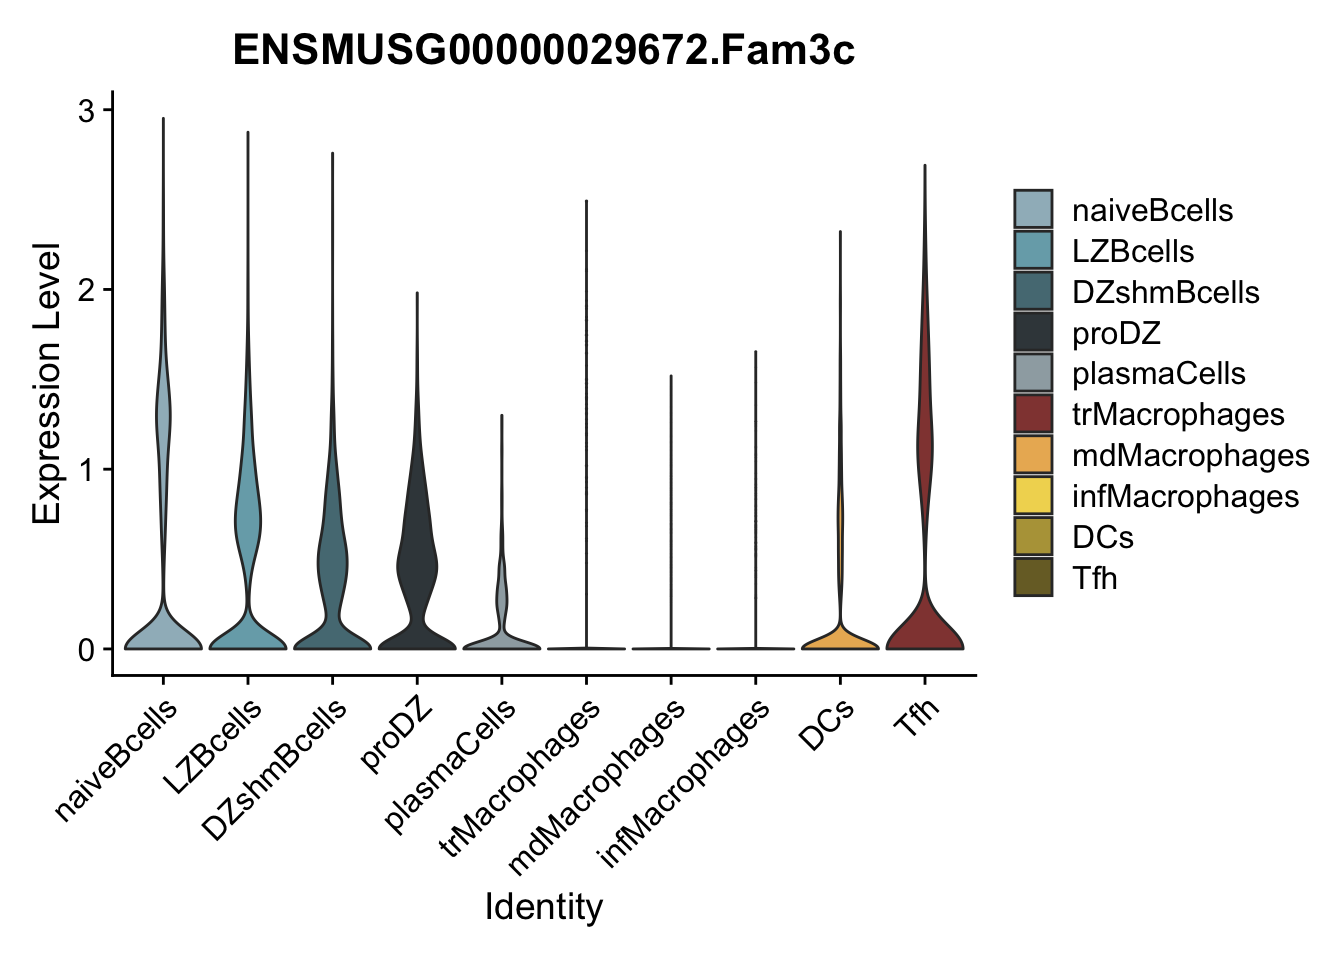 ENSMUSG00000029672.Fam3c
Expression Level
3
2
1
0
naiveBcells
LZBcells
DZshmBcells
proDZ
plasmaCells
trMacrophages
mdMacrophages
infMacrophages
DCs
Tfh
Identity
naiveBcells
LZBcells
DZshmBcells
proDZ
plasmaCells
trMacrophages
mdMacrophages
infMacrophages
DCs
Tfh